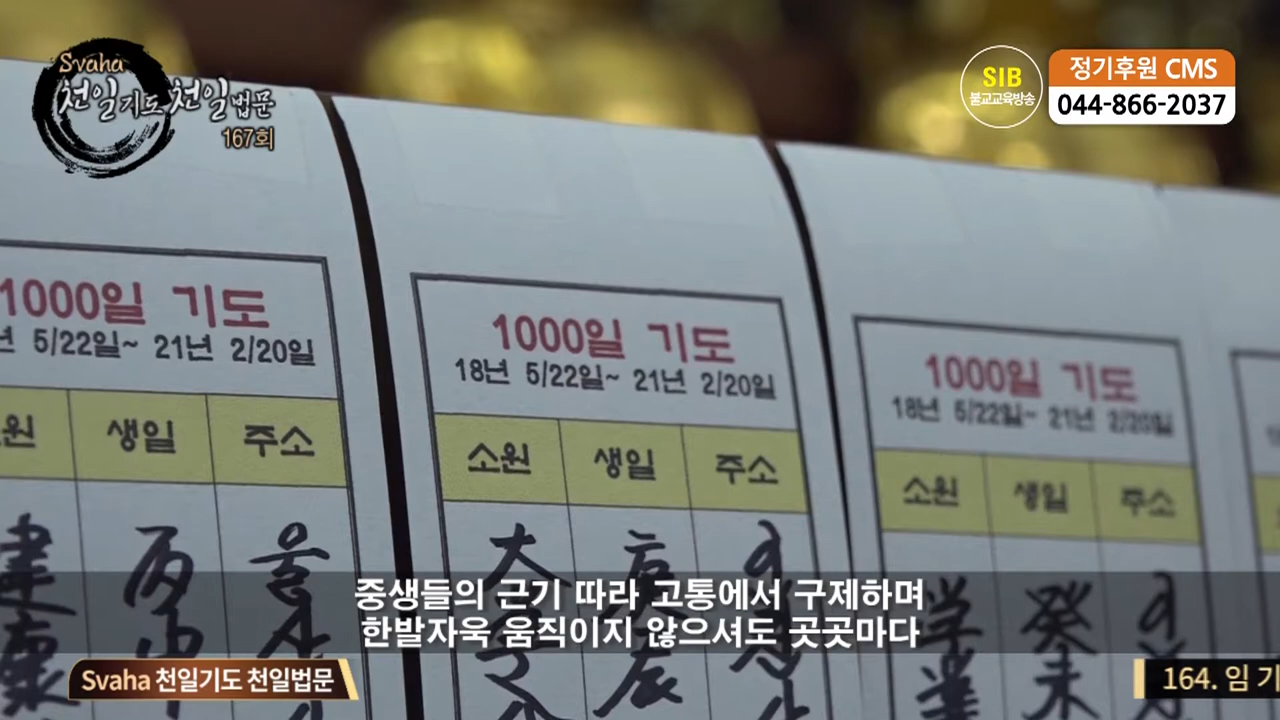 Svaha
천일기도 천일법문
167회
SIB
불교교육방송
정기후원 CMS
044-866-2037
1000일 기도
년 5/22일~ 21년 2/20일
생일 주소
1000일 기도
18년 5/22일~ 21년 2/20일
소원 생일 주소
1000일 기도
18년 5/22일~ 21년 2/20일
소원 생일 주소
중생들의 근기 따라 고통에서 구제하며
한발자욱 움직이지 않으셔도 곳곳마다
Svaha 천일기도 천일법문
164. 임 기